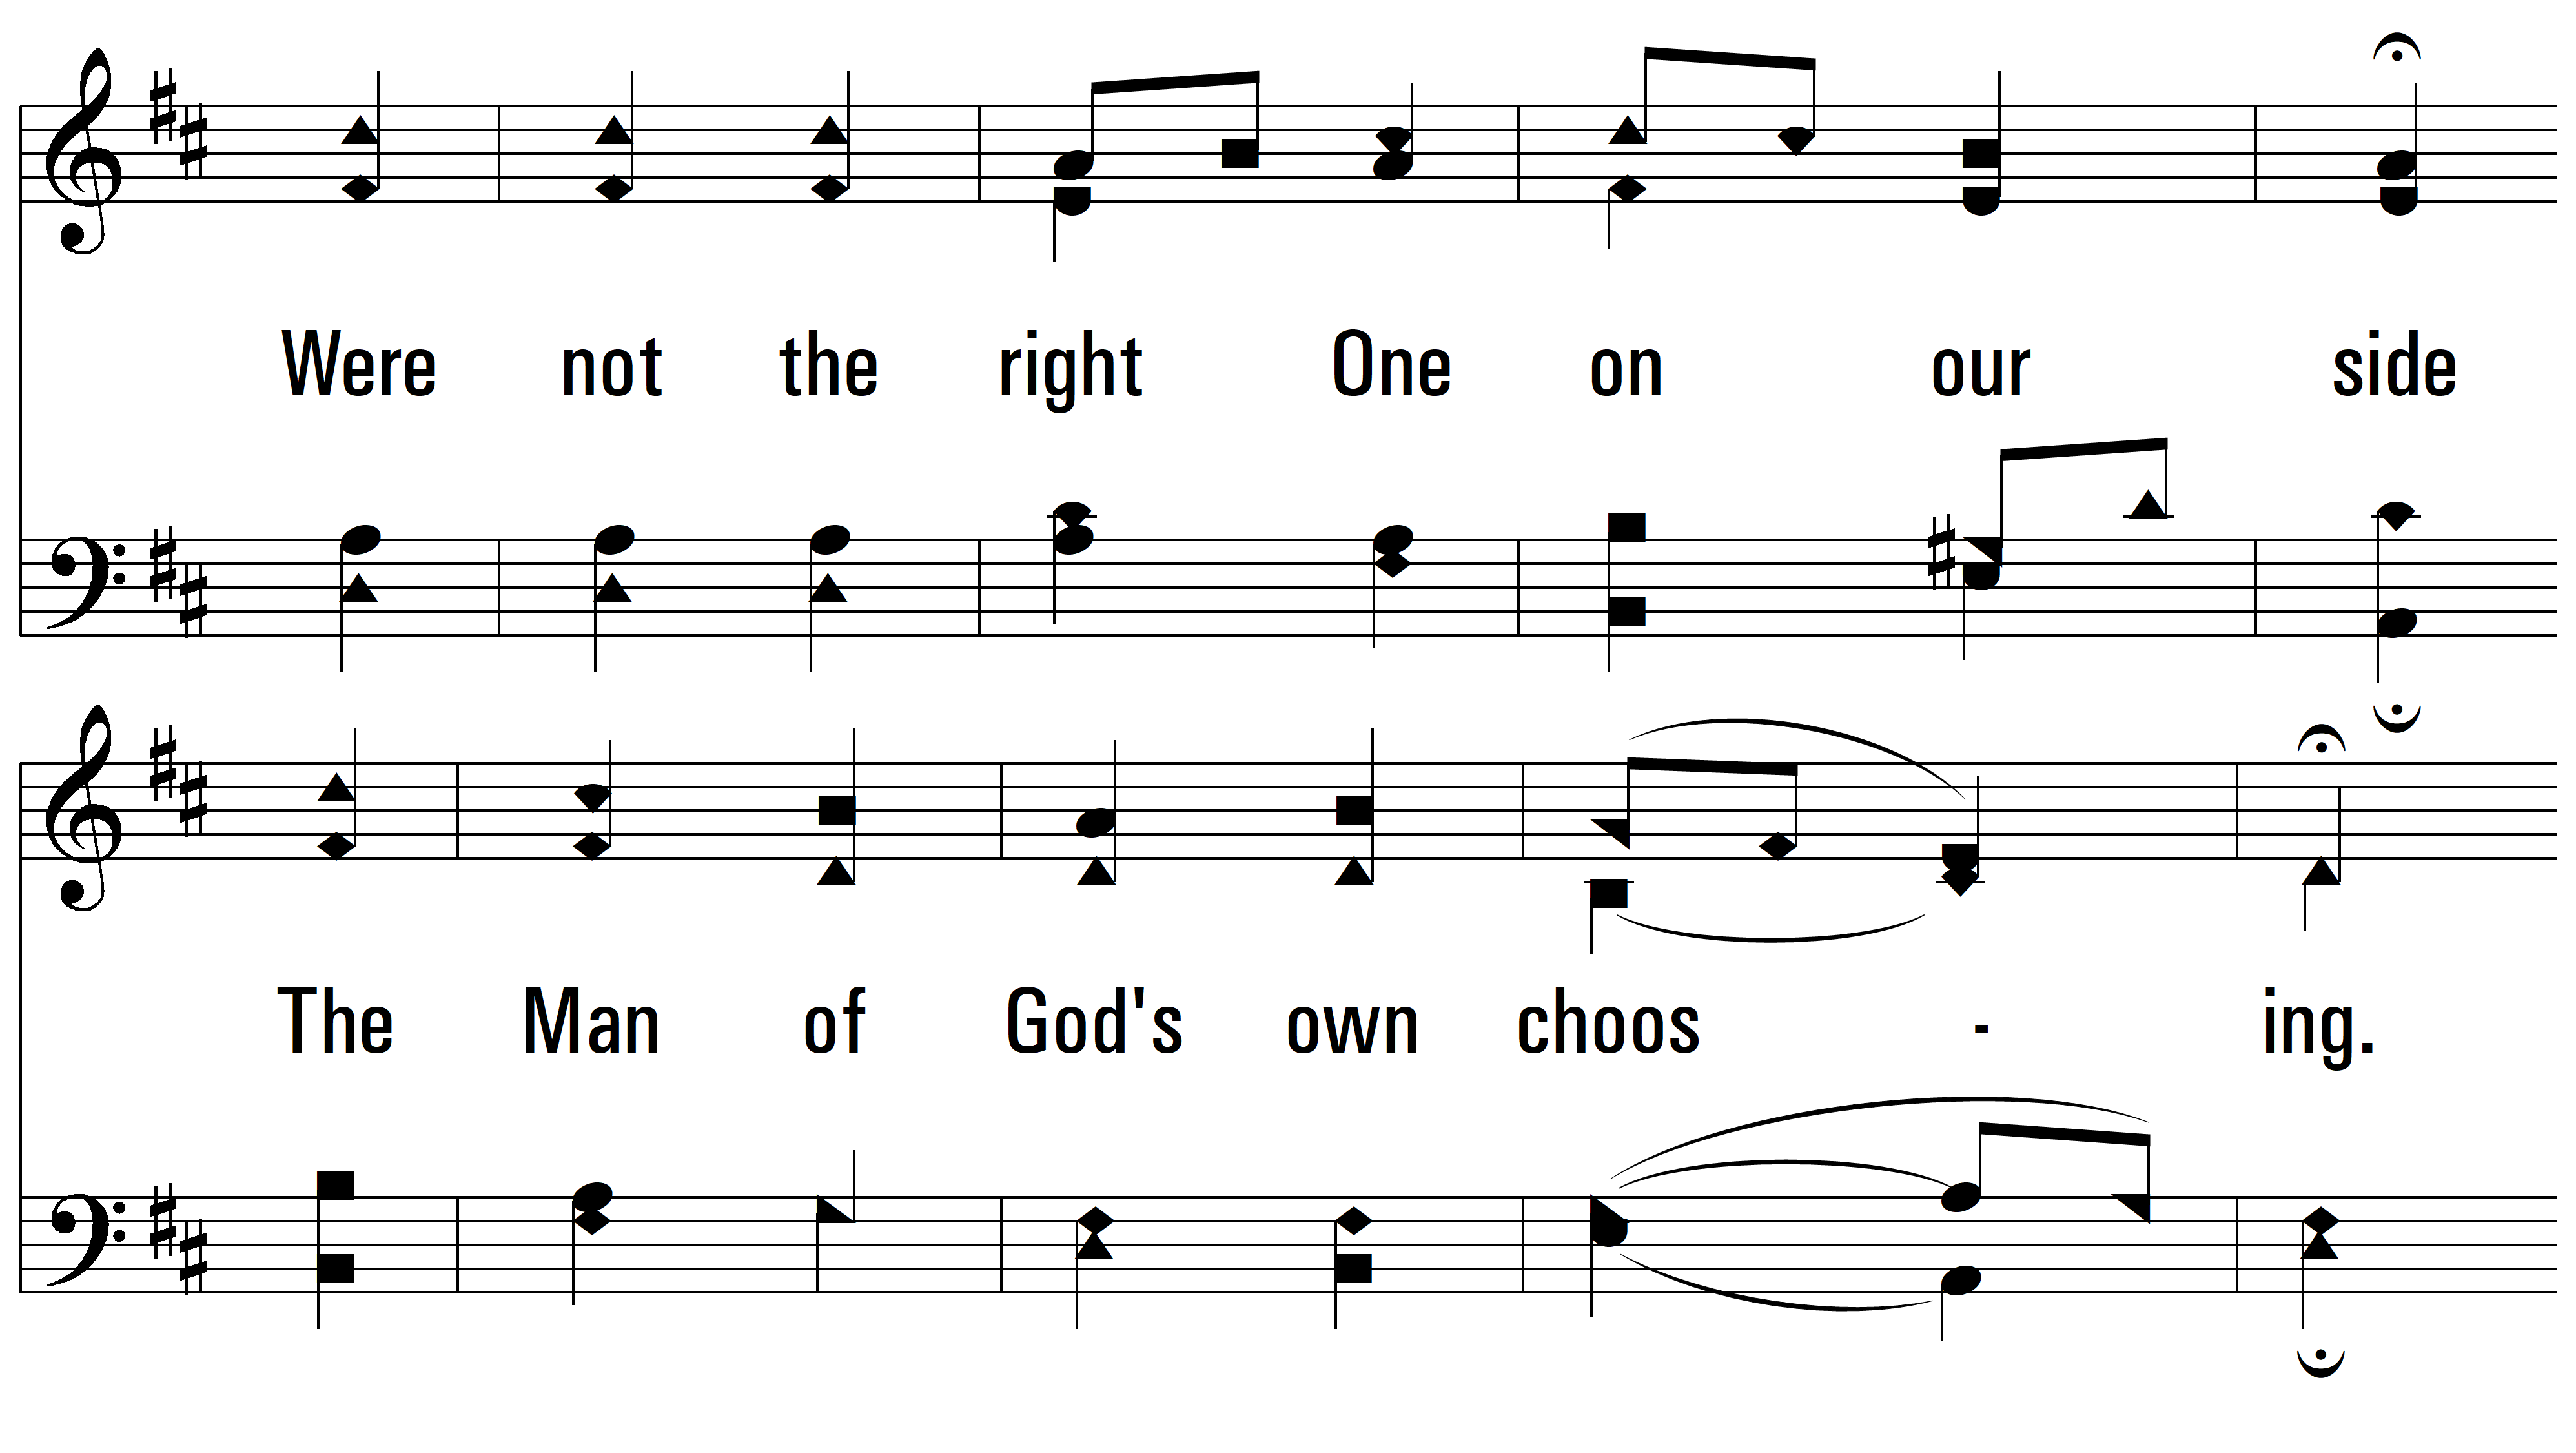 Were not the right One on our side
The Man of God's own choos - ing.